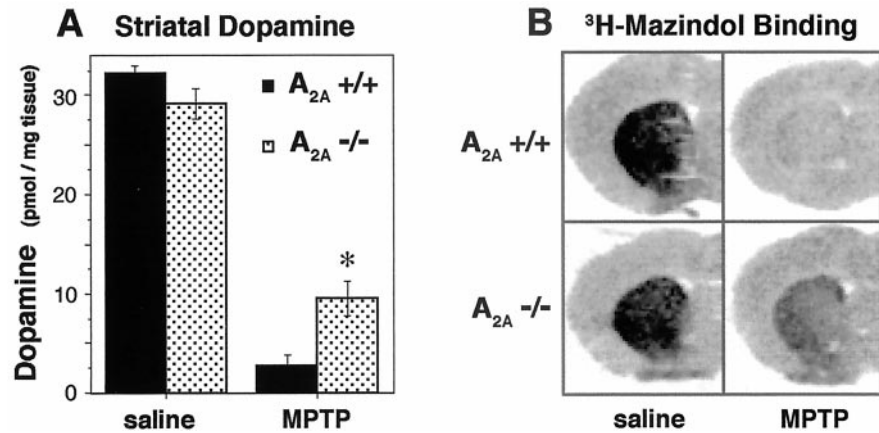 A Striatal Dopamine
Dopamine (pmol / mg tissue)
30
20
10
0
A2A +/+
A2A -/-
*
saline MPTP
B ³H-Mazindol Binding
A2A +/+
A2A -/-
saline MPTP